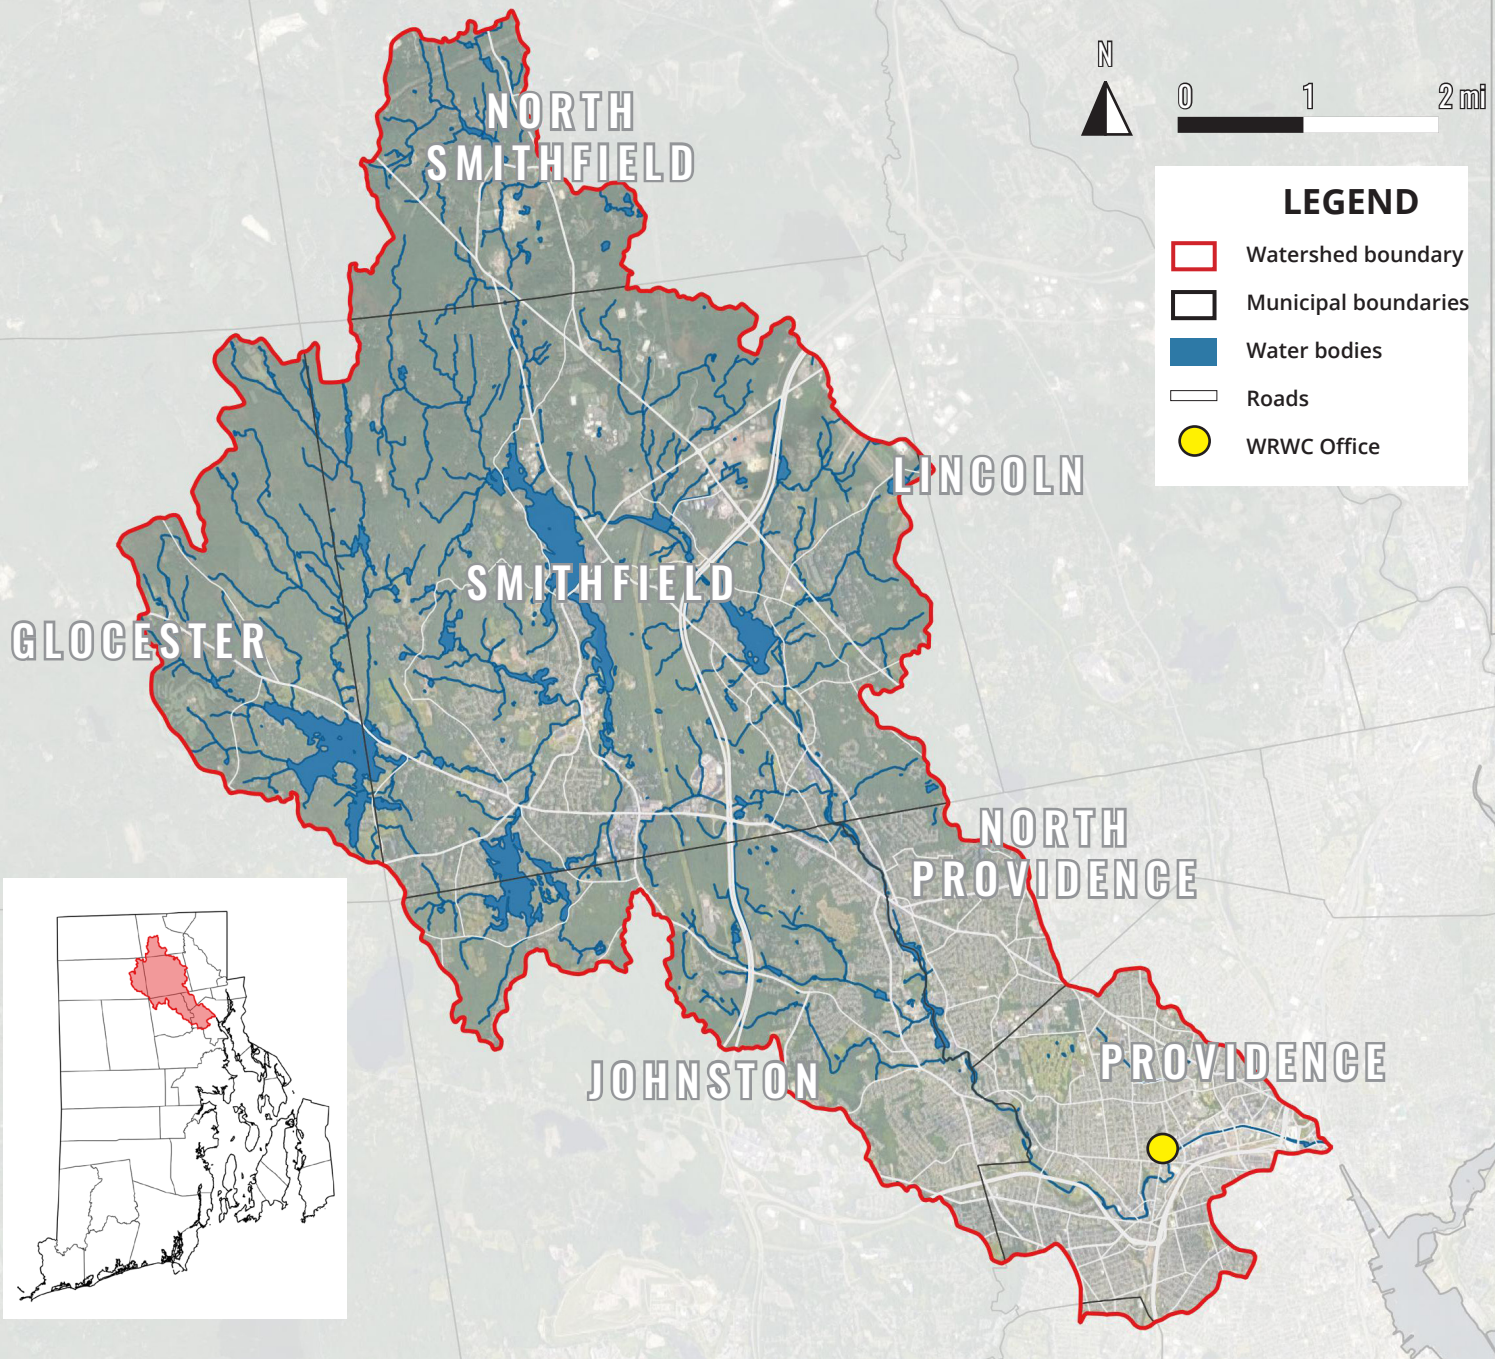 N
0 1 2 mi
LEGEND
Watershed boundary
Municipal boundaries
Water bodies
Roads
WRWC Office
NORTH
SMITHFIELD
LINCOLN
SMITHFIELD
GLOCESTER
NORTH
PROVIDENCE
PROVIDENCE
JOHNSTON